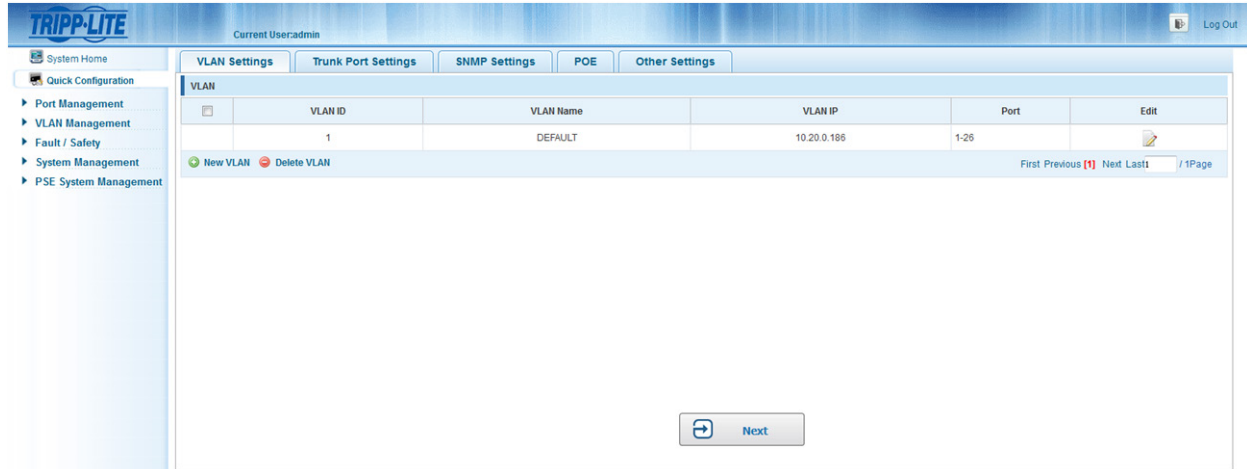 TRIPP·LITE
Current User:admin
Log Out
System Home
Quick Configuration
Port Management
VLAN Management
Fault / Safety
System Management
PSE System Management
VLAN Settings Trunk Port Settings SNMP Settings POE Other Settings
VLAN
VLAN ID VLAN Name VLAN IP Port Edit
1 DEFAULT 10.20.0.186 1-26
New VLAN Delete VLAN
First Previous [1] Next Last 1 / 1Page
Next